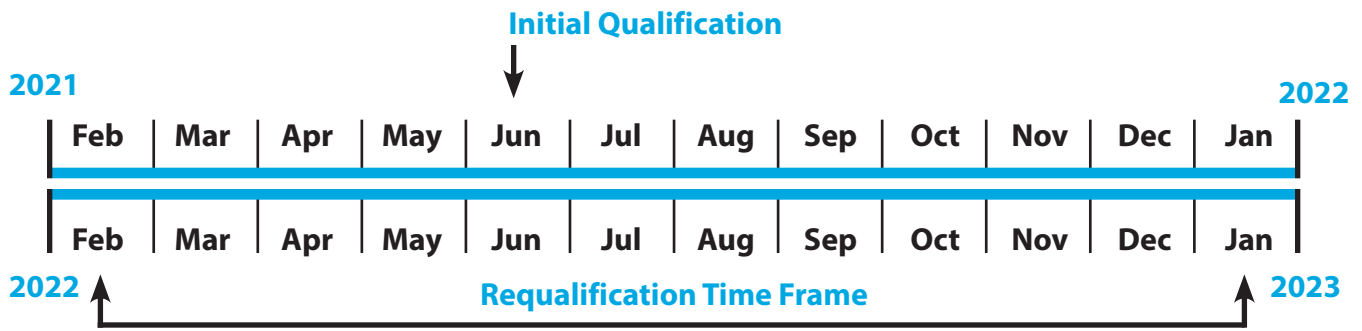 Initial Qualification
2021 2022
Feb Mar Apr May Jun Jul Aug Sep Oct Nov Dec Jan
Feb Mar Apr May Jun Jul Aug Sep Oct Nov Dec Jan
2022 Requalification Time Frame 2023